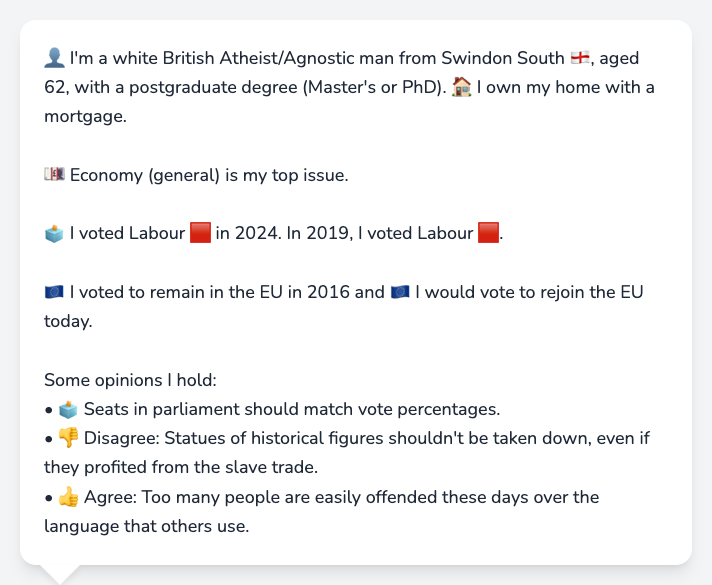 👤 I'm a white British Atheist/Agnostic man from Swindon South 🏴󠁧󠁢󠁥󠁮󠁧󠁿, aged
62, with a postgraduate degree (Master's or PhD). 🏠 I own my home with a
mortgage.
💷 Economy (general) is my top issue.
🗳️ I voted Labour 🟥 in 2024. In 2019, I voted Labour 🟥.
🇪🇺 I voted to remain in the EU in 2016 and 🇪🇺 I would vote to rejoin the EU
today.
Some opinions I hold:
• 🗳️ Seats in parliament should match vote percentages.
• 👎 Disagree: Statues of historical figures shouldn't be taken down, even if
they profited from the slave trade.
• 👍 Agree: Too many people are easily offended these days over the
language that others use.